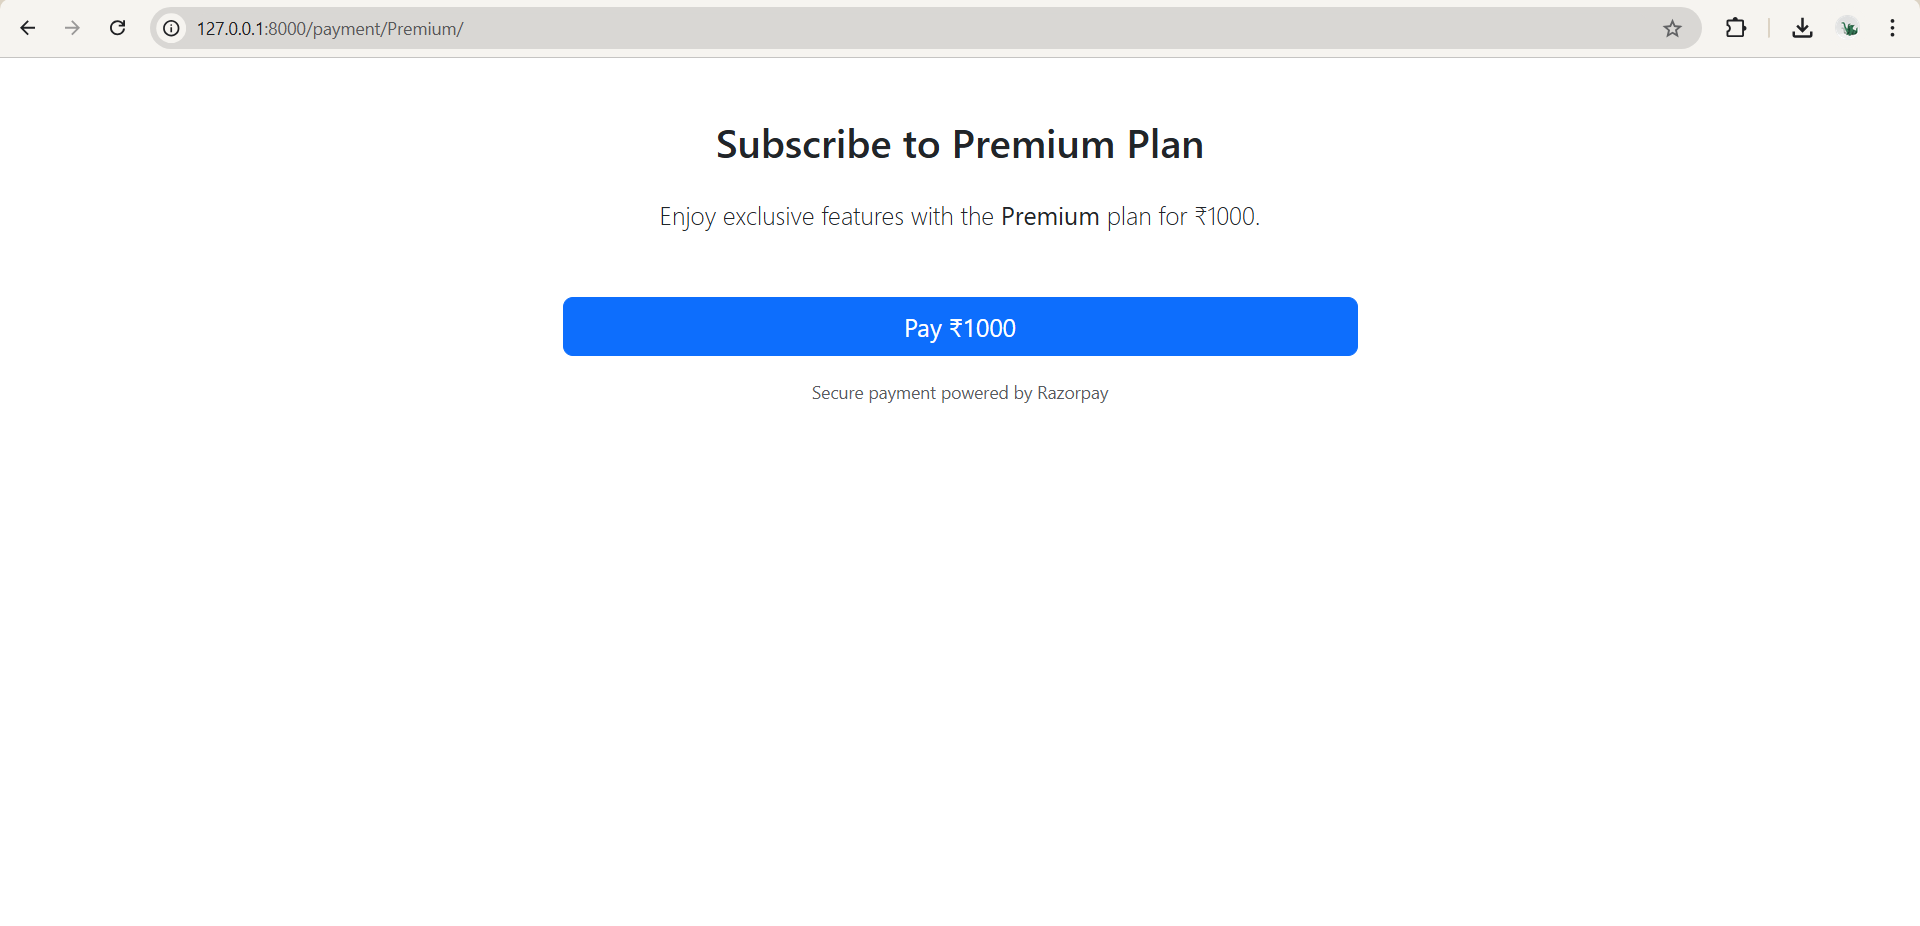 127.0.0.1:8000/payment/Premium/
Subscribe to Premium Plan
Enjoy exclusive features with the Premium plan for ₹1000.
Pay ₹1000
Secure payment powered by Razorpay